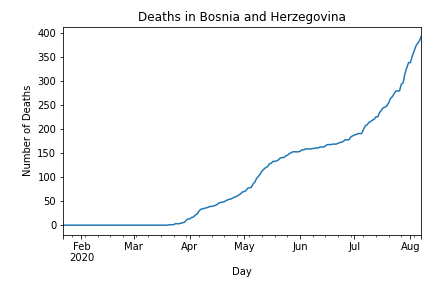 Deaths in Bosnia and Herzegovina
400
350
300
250
200
150
100
50
0
Number of Deaths
Feb
2020
Mar
Apr
May
Jun
Jul
Aug
Day